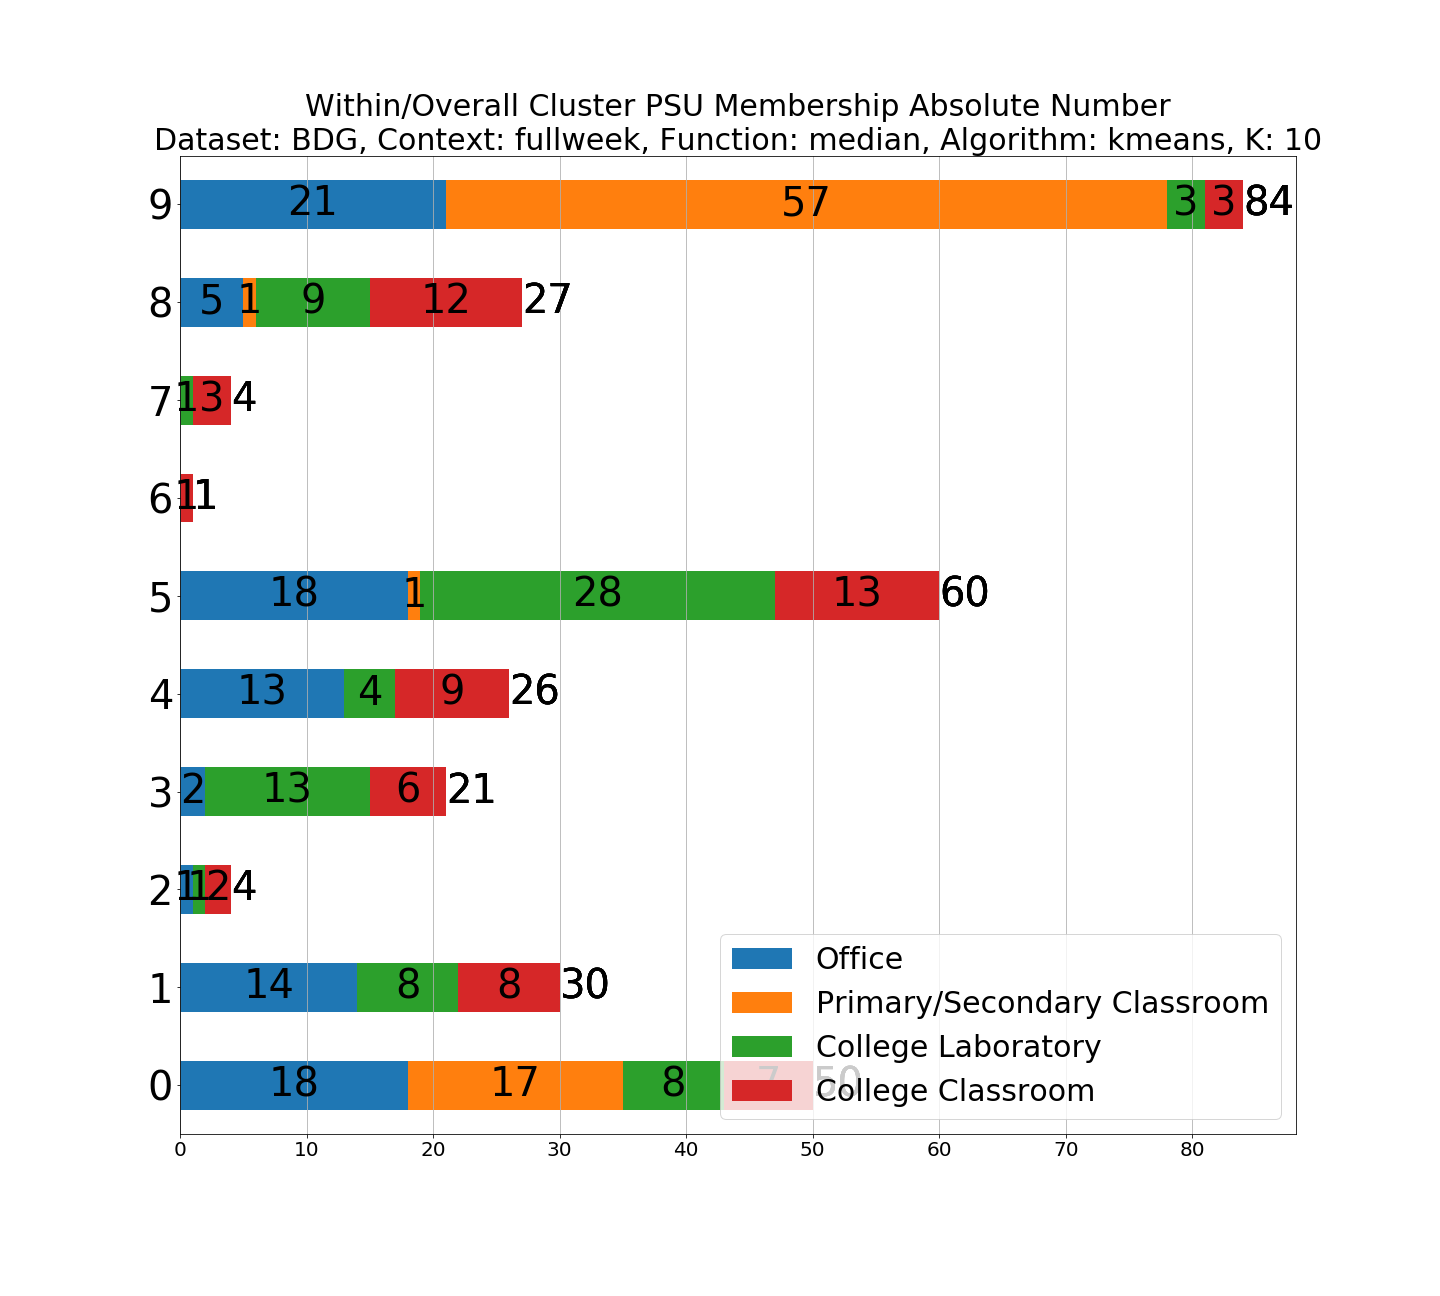 Within/Overall Cluster PSU Membership Absolute Number
Dataset: BDG, Context: fullweek, Function: median, Algorithm: kmeans, K: 10
9 21 57 3 3 84
8 5 1 9 12 27
7 1 3 4
6 1 1
5 18 1 28 13 60
4 13 4 9 26
3 2 13 6 21
2 1 1 2 4
1 14 8 8 30
0 18 17 8 7 50
Office
Primary/Secondary Classroom
College Laboratory
College Classroom
0 10 20 30 40 50 60 70 80